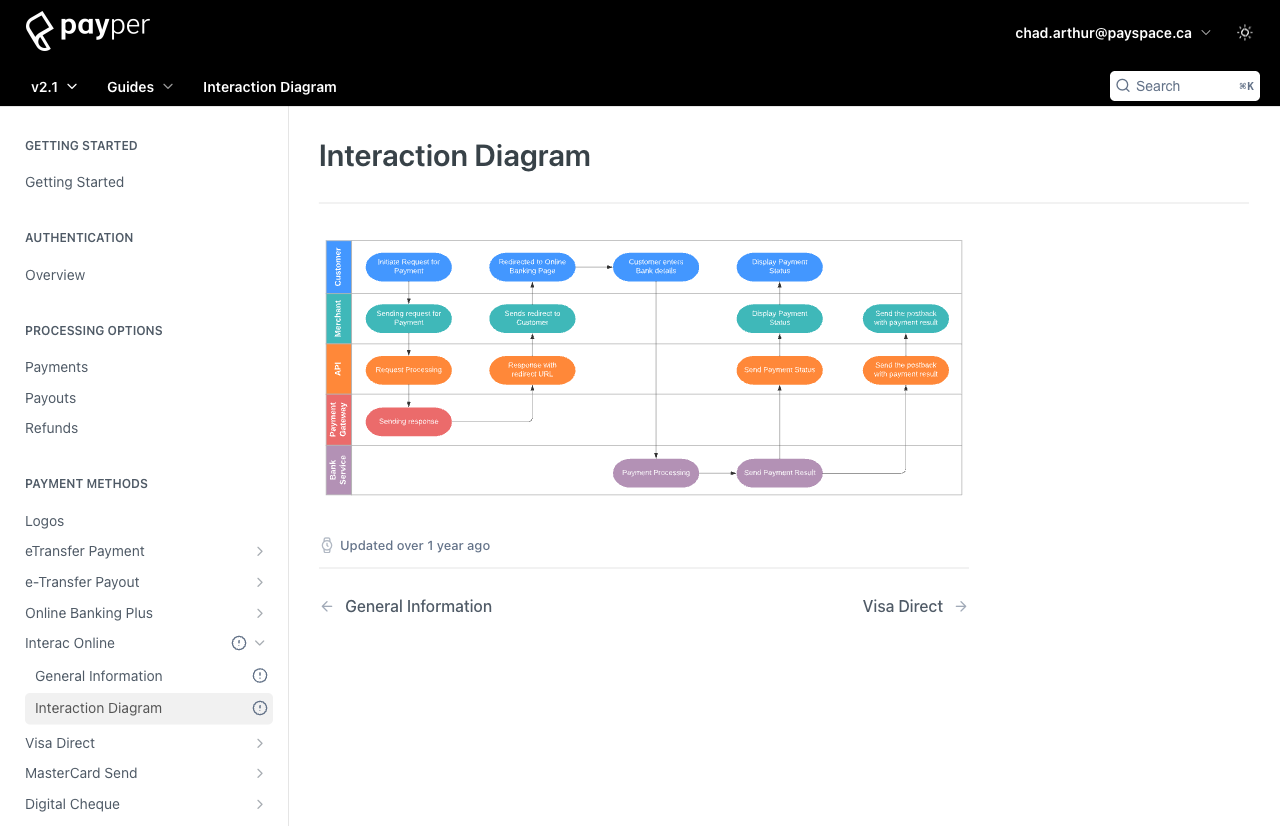 payper
chad.arthur@payspace.ca
v2.1
Guides
Interaction Diagram
Search
⌘K
GETTING STARTED
Getting Started
AUTHENTICATION
Overview
PROCESSING OPTIONS
Payments
Payouts
Refunds
PAYMENT METHODS
Logos
eTransfer Payment
e-Transfer Payout
Online Banking Plus
Interac Online
General Information
Interaction Diagram
Visa Direct
MasterCard Send
Digital Cheque
Interaction Diagram
Customer
Initiate Request for
Payment
Redirected to Online
Banking Page
Customer enters
Bank details
Display Payment
Status
Merchant
Sending request for
Payment
Sends redirect to
Customer
Display Payment
Status
Send the postback
with payment result
API
Request Processing
Response with
redirect URL
Send Payment Status
Send the postback
with payment result
Payment
Gateway
Sending response
Bank
Service
Payment Processing
Send Payment Result
Updated over 1 year ago
General Information
Visa Direct